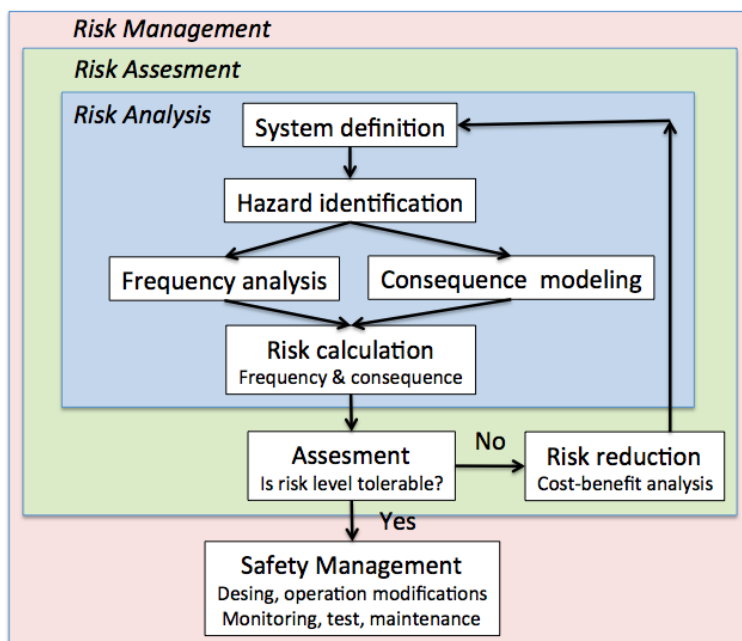 Risk Management
Risk Assesment
Risk Analysis
System definition
Hazard identification
Frequency analysis
Consequence modeling
Risk calculation
Frequency & consequence
Assesment
Is risk level tolerable?
No
Risk reduction
Cost-benefit analysis
Yes
Safety Management
Desing, operation modifications
Monitoring, test, maintenance